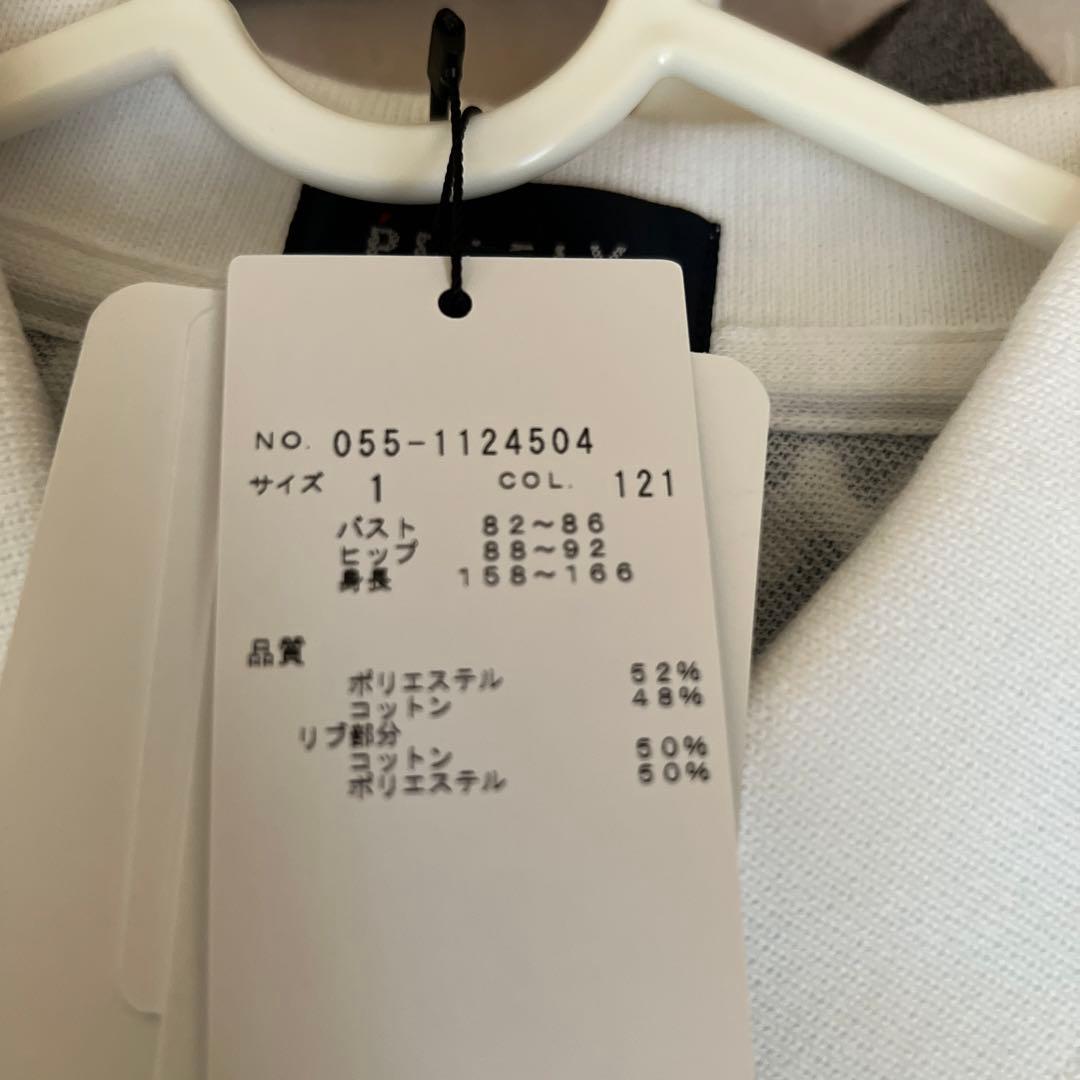 NO. 055-1124504
サイズ 1 COL. 121
バスト 82～86
ヒップ 88～92
身長 158～166
品質
ポリエステル 52%
コットン 48%
リブ部分
コットン 50%
ポリエステル 50%